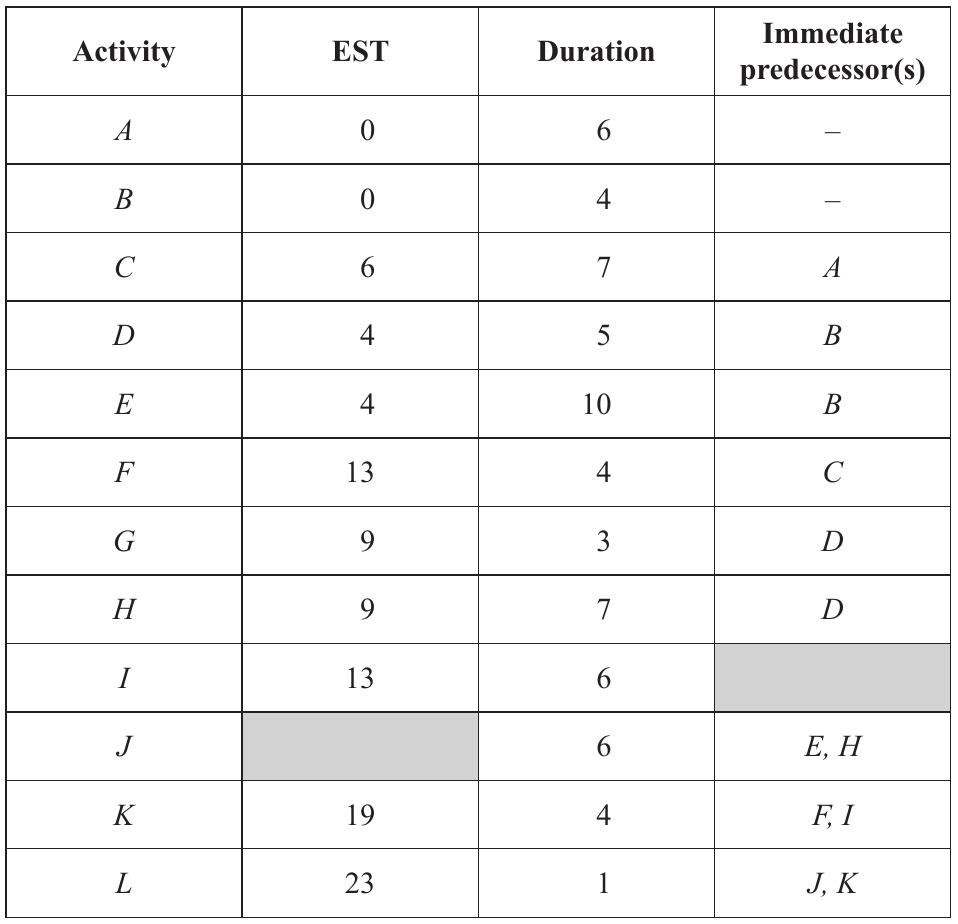 Activity EST Duration Immediate predecessor(s)
A 0 6 –
B 0 4 –
C 6 7 A
D 4 5 B
E 4 10 B
F 13 4 C
G 9 3 D
H 9 7 D
I 13 6
J 6 E, H
K 19 4 F, I
L 23 1 J, K